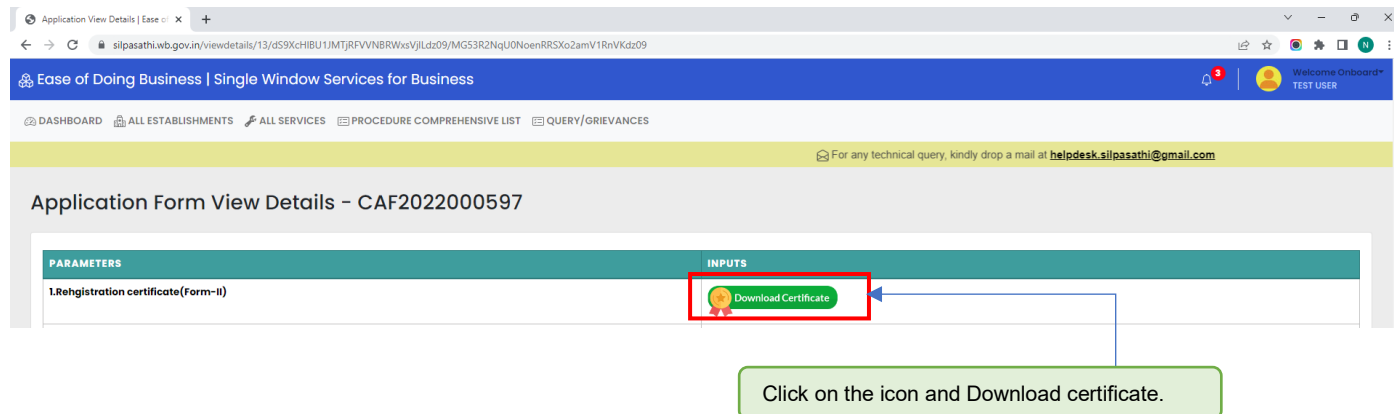 Application View Details | Ease of
silpasathi.wb.gov.in/viewdetails/13/dS9XcHlBU1JMTjRFVVNBRWxsVjlLdz09/MG53R2NqU0NoenRRSXo2amV1RnVKdz09
N
Ease of Doing Business | Single Window Services for Business
3
Welcome Onboard
TEST USER
DASHBOARD ALL ESTABLISHMENTS ALL SERVICES PROCEDURE COMPREHENSIVE LIST QUERY/GRIEVANCES
For any technical query, kindly drop a mail at helpdesk.silpasathi@gmail.com
Application Form View Details - CAF2022000597
PARAMETERS INPUTS
1.Rehgistration certificate(Form-II) Download Certificate
Click on the icon and Download certificate.